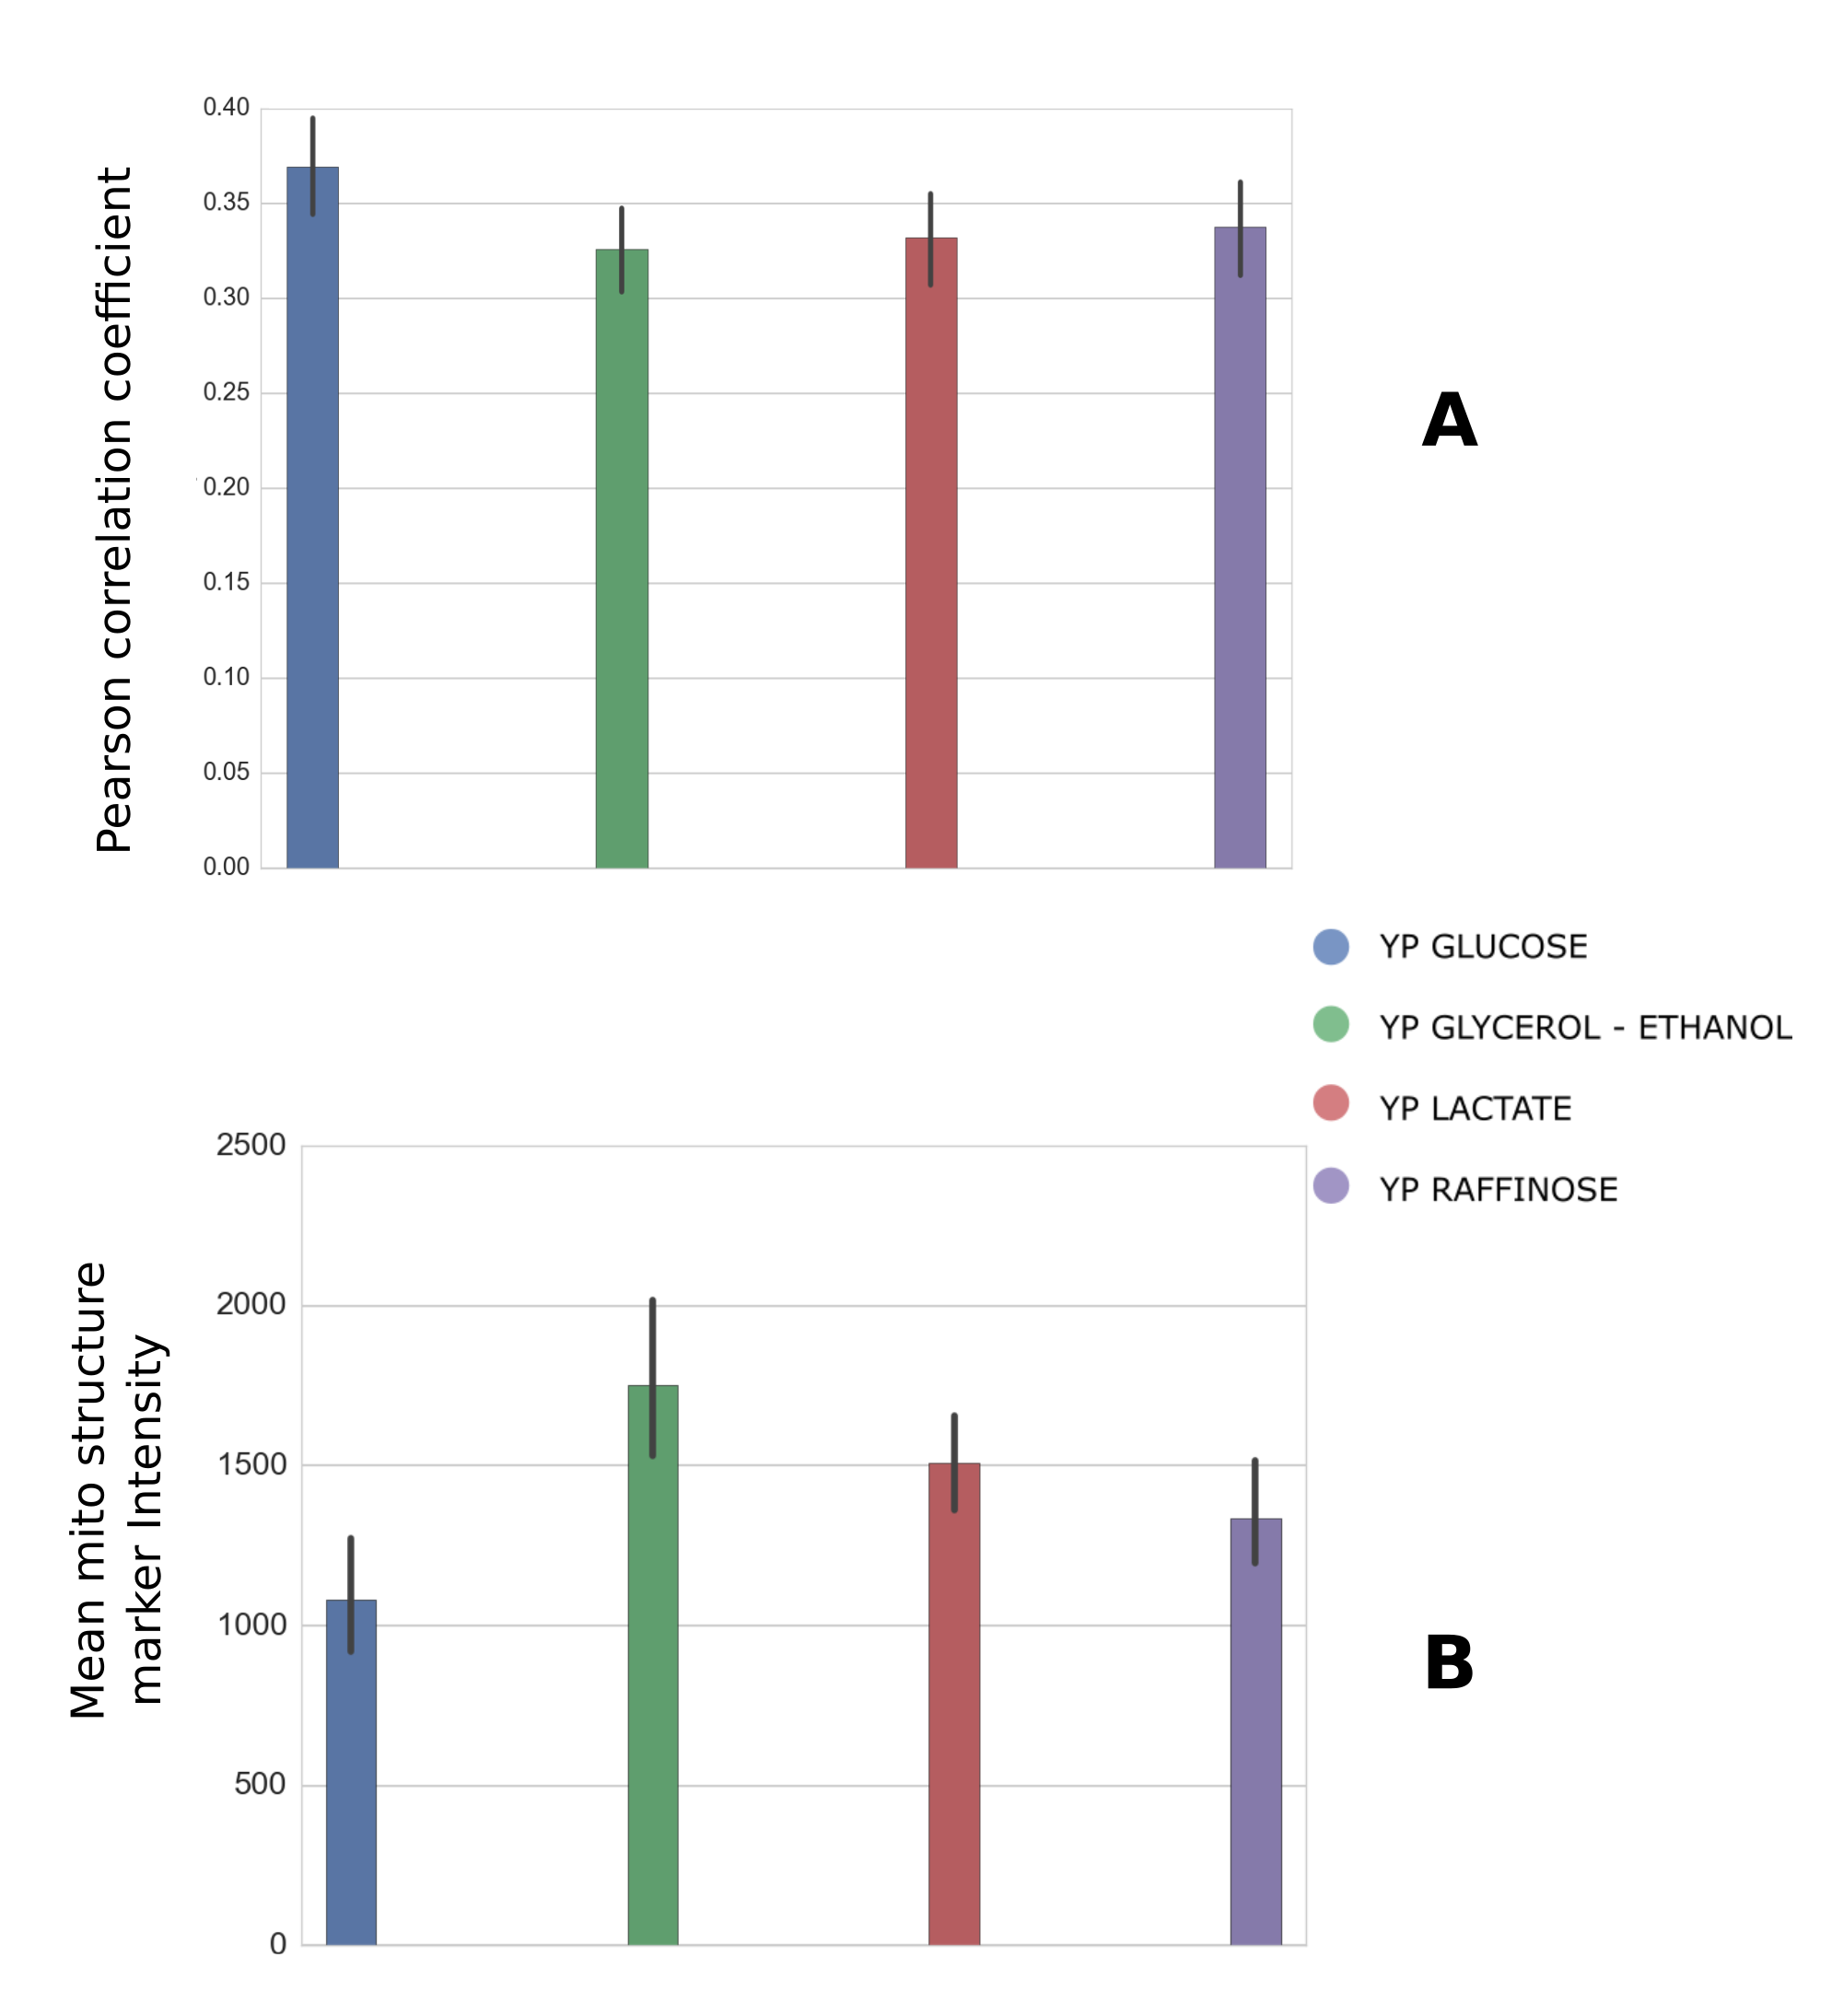 Pearson correlation coefficient
0.40
0.35
0.30
0.25
0.20
0.15
0.10
0.05
0.00
A
YP GLUCOSE
YP GLYCEROL - ETHANOL
YP LACTATE
YP RAFFINOSE
Mean mito structure
marker Intensity
2500
2000
1500
1000
500
0
B